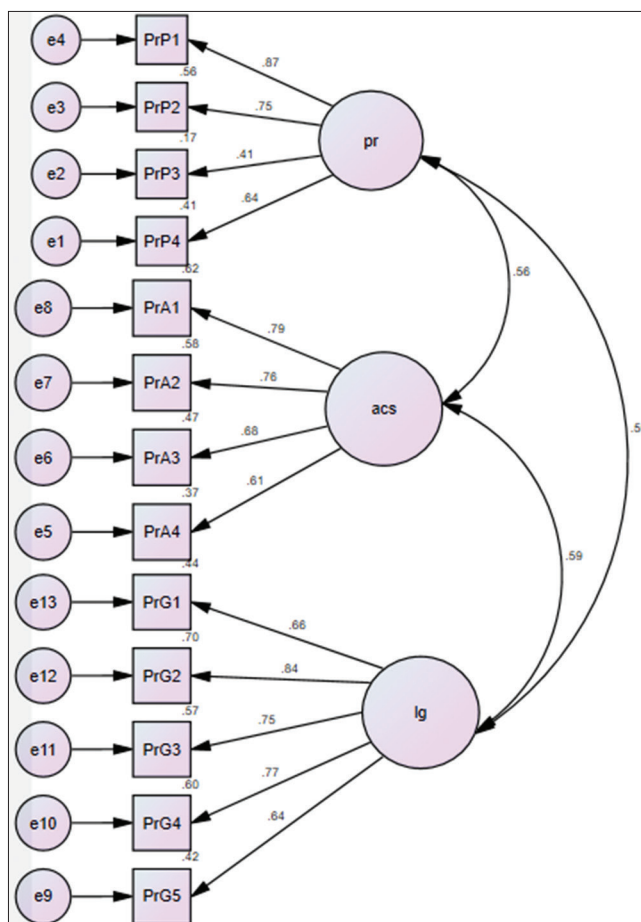 e4 PrP1
.87
.56
e3 PrP2 .75
pr
.17
e2 PrP3 .41
.41 .64
e1 PrP4
.62 .56
e8 PrA1
.79
.58
e7 PrA2 .76
acs
.47
.68
e6 PrA3
.37 .61
e5 PrA4
.44 .59
e13 PrG1
.66
.70
e12 PrG2 .84
lg
.57
.75
e11 PrG3
.60 .77
e10 PrG4 .64
.42
e9 PrG5